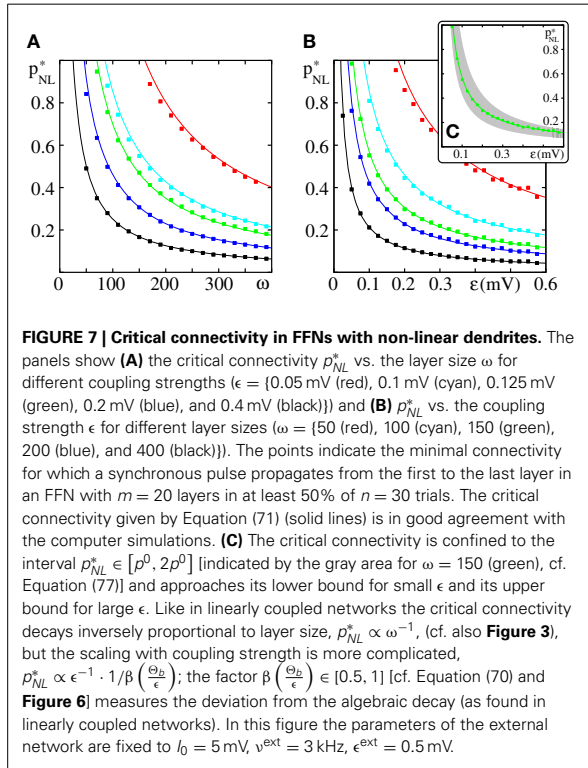 A
p*NL
0.8
0.6
0.4
0.2
100
200
300
ω
B
p*NL
0.8
0.6
0.4
0.2
0
0.1
0.2
0.3
0.4
ε(mV)
0.6
C
p*NL
0.8
0.6
0.4
0.2
0.1
0.3
ε(mV)
FIGURE 7 | Critical connectivity in FFNs with non-linear dendrites. The
panels show (A) the critical connectivity p*NL vs. the layer size ω for
different coupling strengths (ϵ = {0.05 mV (red), 0.1 mV (cyan), 0.125 mV
(green), 0.2 mV (blue), and 0.4 mV (black)}) and (B) p*NL vs. the coupling
strength ϵ for different layer sizes (ω = {50 (red), 100 (cyan), 150 (green),
200 (blue), and 400 (black)}). The points indicate the minimal connectivity
for which a synchronous pulse propagates from the first to the last layer in
an FFN with m = 20 layers in at least 50% of n = 30 trials. The critical
connectivity given by Equation (71) (solid lines) is in good agreement with
the computer simulations. (C) The critical connectivity is confined to the
interval p*NL ∈ [p⁰, 2p⁰] [indicated by the gray area for ω = 150 (green), cf.
Equation (77)] and approaches its lower bound for small ϵ and its upper
bound for large ϵ. Like in linearly coupled networks the critical connectivity
decays inversely proportional to layer size, p*NL ∝ ω⁻¹, (cf. also Figure 3),
but the scaling with coupling strength is more complicated,
p*NL ∝ ϵ⁻¹ · 1/β (Θb/ϵ); the factor β (Θb/ϵ) ∈ [0.5, 1] [cf. Equation (70) and
Figure 6] measures the deviation from the algebraic decay (as found in
linearly coupled networks). In this figure the parameters of the external
network are fixed to I₀ = 5 mV, νᵉˣᵗ = 3 kHz, ϵᵉˣᵗ = 0.5 mV.